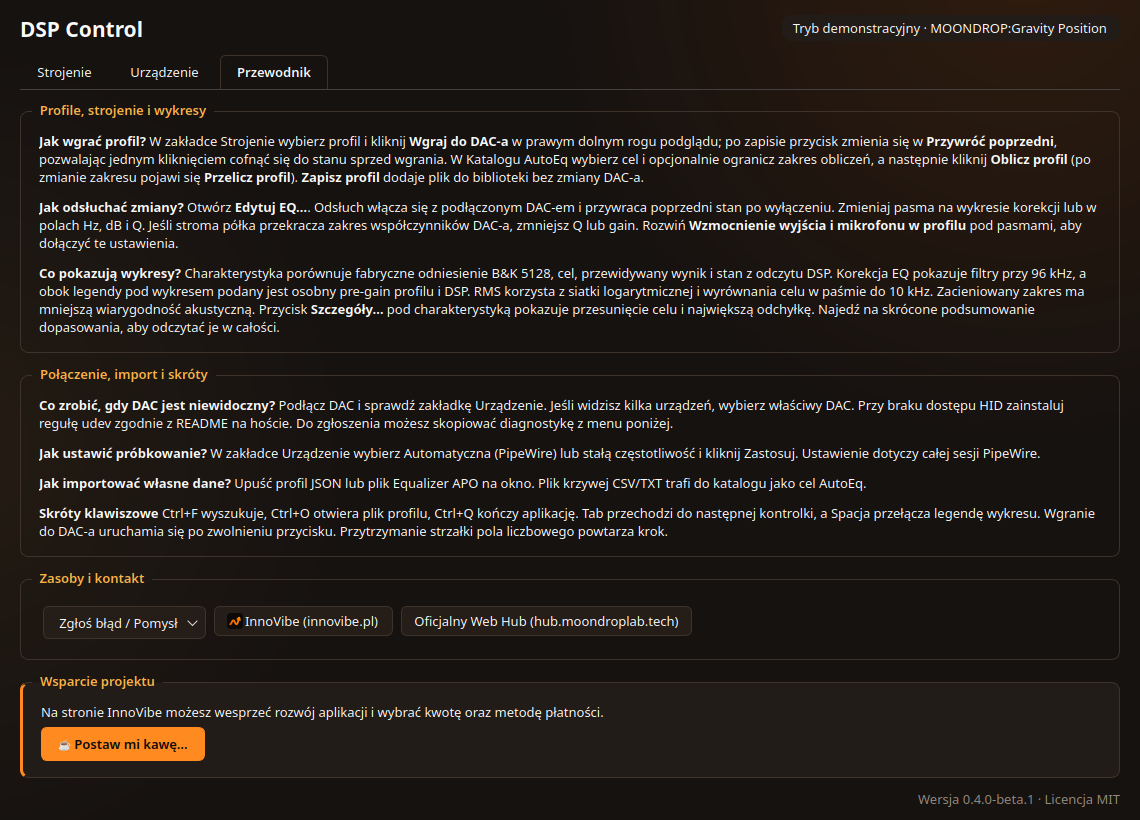 DSP Control
Tryb demonstracyjny · MOONDROP:Gravity Position
Strojenie
Urządzenie
Przewodnik
Profile, strojenie i wykresy
Jak wgrać profil? W zakładce Strojenie wybierz profil i kliknij Wgraj do DAC-a w prawym dolnym rogu podglądu; po zapisie przycisk zmienia się w Przywróć poprzedni,
pozwalając jednym kliknięciem cofnąć się do stanu sprzed wgrania. W Katalogu AutoEq wybierz cel i opcjonalnie ogranicz zakres obliczeń, a następnie kliknij Oblicz profil (po
zmianie zakresu pojawi się Przelicz profil). Zapisz profil dodaje plik do biblioteki bez zmiany DAC-a.
Jak odsłuchać zmiany? Otwórz Edytuj EQ.... Odsłuch włącza się z podłączonym DAC-em i przywraca poprzedni stan po wyłączeniu. Zmieniaj pasma na wykresie korekcji lub w
polach Hz, dB i Q. Jeśli stroma półka przekracza zakres współczynników DAC-a, zmniejsz Q lub gain. Rozwiń Wzmocnienie wyjścia i mikrofonu w profilu pod pasmami, aby
dołączyć te ustawienia.
Co pokazują wykresy? Charakterystyka porównuje fabryczne odniesienie B&K 5128, cel, przewidywany wynik i stan z odczytu DSP. Korekcja EQ pokazuje filtry przy 96 kHz, a
obok legendy pod wykresem podany jest osobny pre-gain profilu i DSP. RMS korzysta z siatki logarytmicznej i wyrównania celu w paśmie do 10 kHz. Zacieniowany zakres ma
mniejszą wiarygodność akustyczną. Przycisk Szczegóły... pod charakterystyką pokazuje przesunięcie celu i największą odchyłkę. Najedź na skrócone podsumowanie
dopasowania, aby odczytać je w całości.
Połączenie, import i skróty
Co zrobić, gdy DAC jest niewidoczny? Podłącz DAC i sprawdź zakładkę Urządzenie. Jeśli widzisz kilka urządzeń, wybierz właściwy DAC. Przy braku dostępu HID zainstaluj
regułę udev zgodnie z README na hoście. Do zgłoszenia możesz skopiować diagnostykę z menu poniżej.
Jak ustawić próbkowanie? W zakładce Urządzenie wybierz Automatyczna (PipeWire) lub stałą częstotliwość i kliknij Zastosuj. Ustawienie dotyczy całej sesji PipeWire.
Jak importować własne dane? Upuść profil JSON lub plik Equalizer APO na okno. Plik krzywej CSV/TXT trafi do katalogu jako cel AutoEq.
Skróty klawiszowe Ctrl+F wyszukuje, Ctrl+O otwiera plik profilu, Ctrl+Q kończy aplikację. Tab przechodzi do następnej kontrolki, a Spacja przełącza legendę wykresu. Wgranie
do DAC-a uruchamia się po zwolnieniu przycisku. Przytrzymanie strzałki pola liczbowego powtarza krok.
Zasoby i kontakt
Zgłoś błąd / Pomysł
InnoVibe (innovibe.pl)
Oficjalny Web Hub (hub.moondroplab.tech)
Wsparcie projektu
Na stronie InnoVibe możesz wesprzeć rozwój aplikacji i wybrać kwotę oraz metodę płatności.
Postaw mi kawę...
Wersja 0.4.0-beta.1 · Licencja MIT